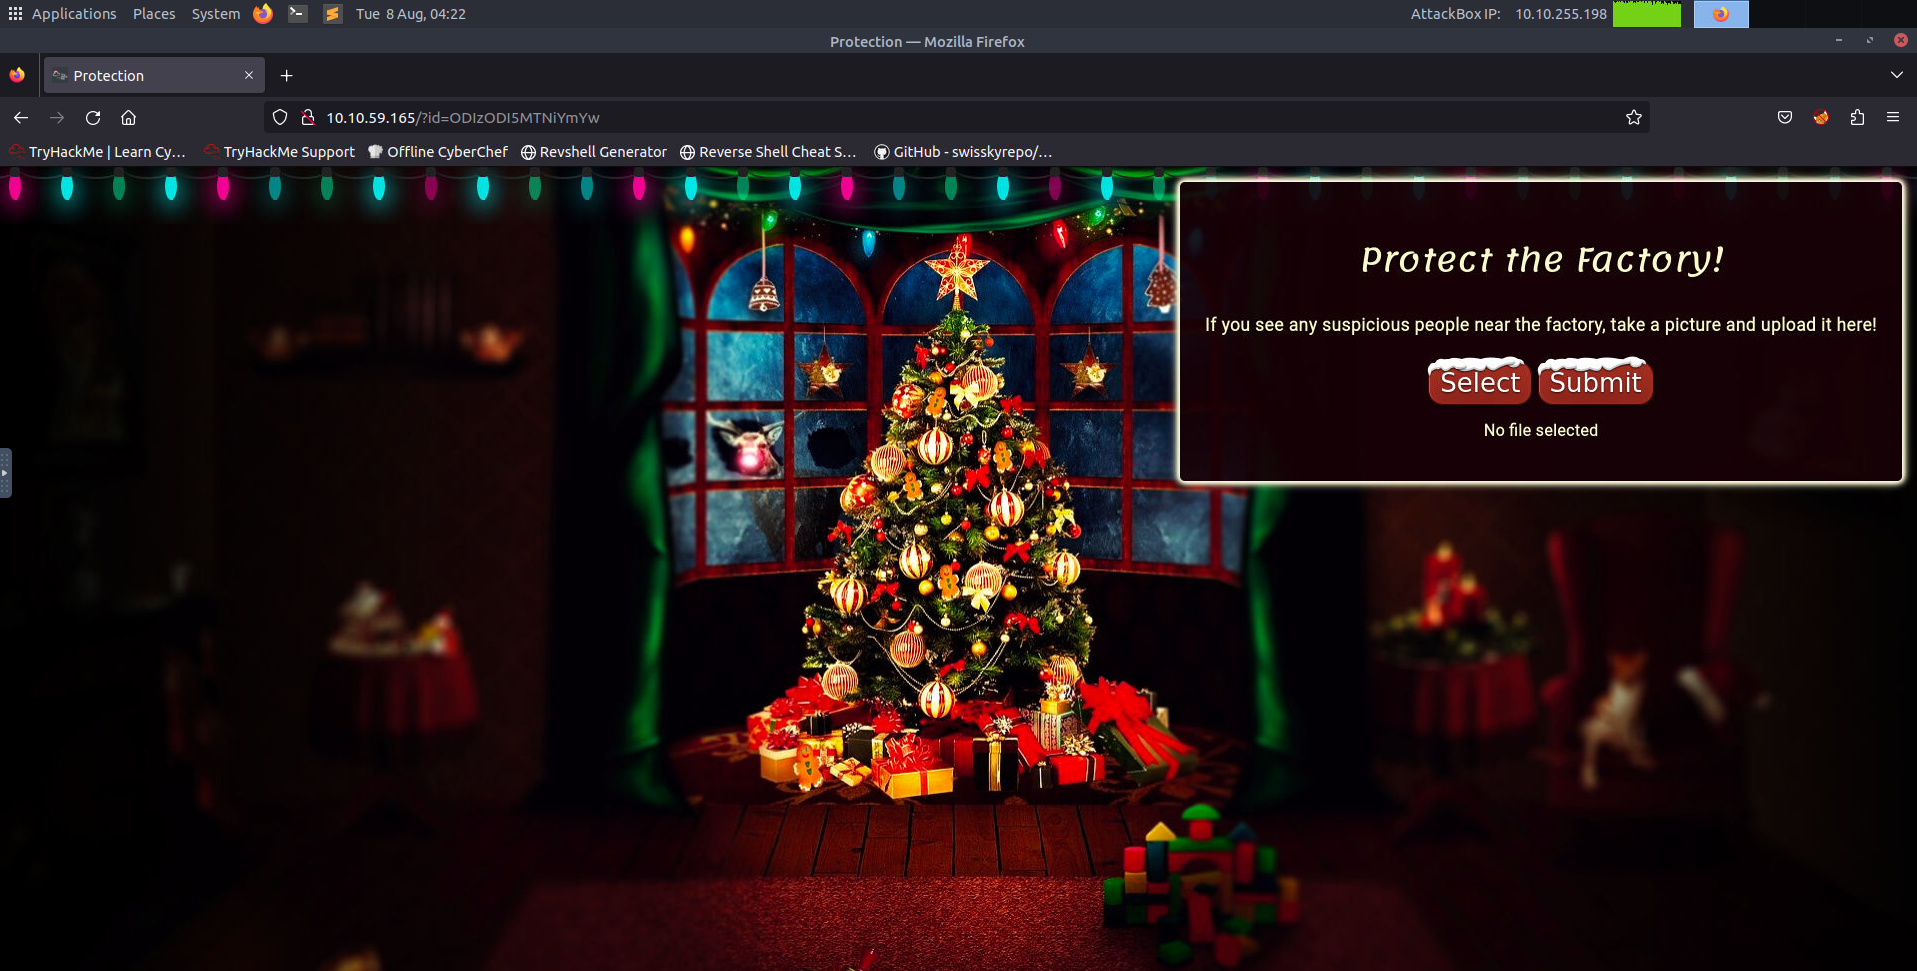 Applications Places System Tue 8 Aug, 04:22 AttackBox IP: 10.10.255.198
Protection — Mozilla Firefox
Protection
10.10.59.165/?id=ODIzODI5MTNiYmYw
TryHackMe | Learn Cy… TryHackMe Support Offline CyberChef Revshell Generator Reverse Shell Cheat S… GitHub - swisskyrepo/…
Protect the Factory!
If you see any suspicious people near the factory, take a picture and upload it here!
Select Submit
No file selected